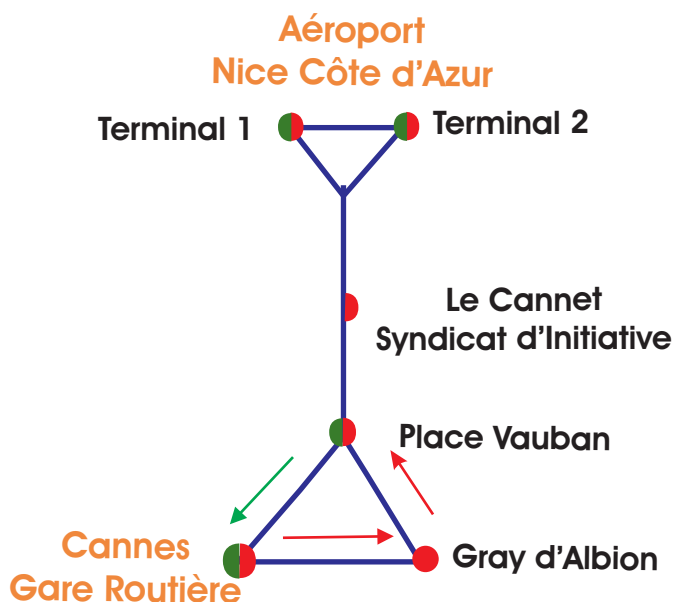 Aéroport
Nice Côte d'Azur
Terminal 1
Terminal 2
Le Cannet
Syndicat d'Initiative
Place Vauban
Cannes
Gare Routière
Gray d'Albion